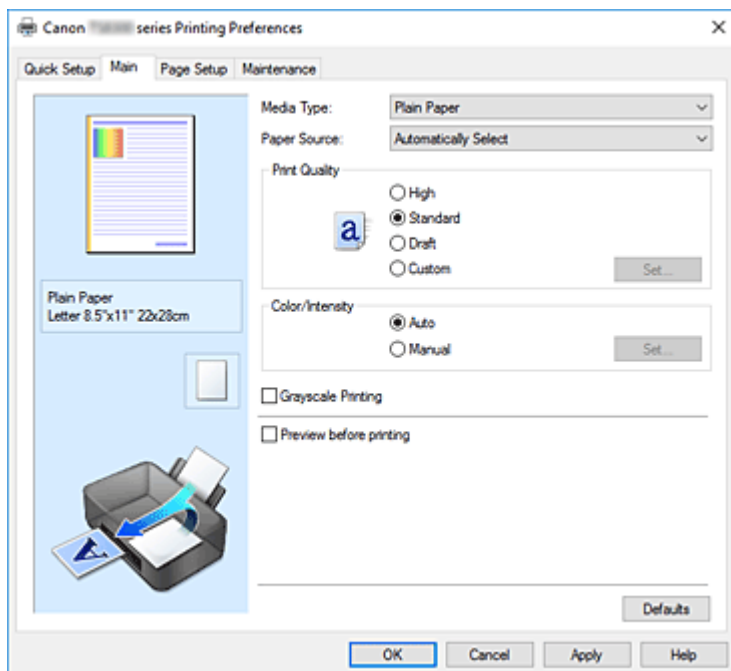 Canon series Printing Preferences
Quick Setup Main Page Setup Maintenance
Media Type: Plain Paper
Paper Source: Automatically Select
Print Quality
High
a Standard
Draft
Custom Set...
Plain Paper
Letter 8.5"x11" 22x28cm
Color/Intensity
Auto
Manual Set...
Grayscale Printing
Preview before printing
A
Defaults
OK Cancel Apply Help